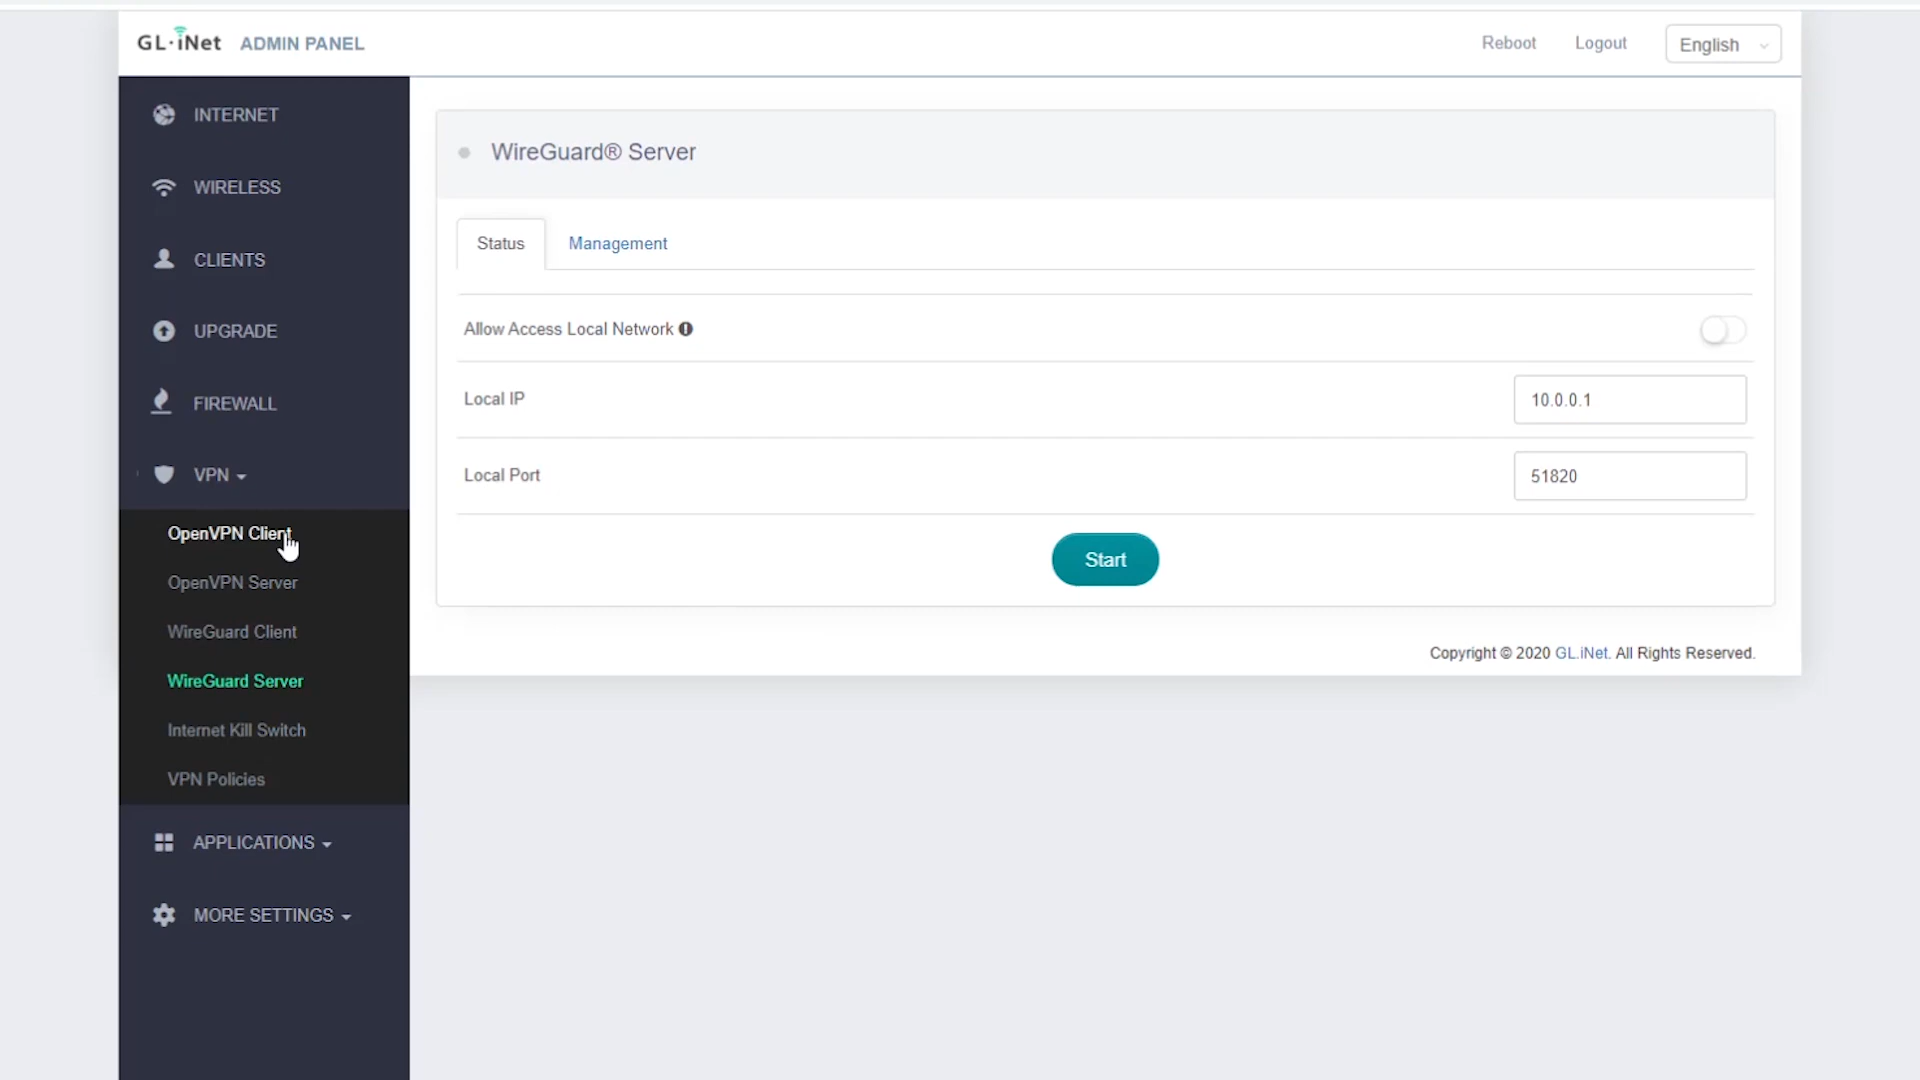 GL·iNet ADMIN PANEL
Reboot
Logout
English
INTERNET
WIRELESS
CLIENTS
UPGRADE
FIREWALL
VPN
OpenVPN Client
OpenVPN Server
WireGuard Client
WireGuard Server
Internet Kill Switch
VPN Policies
APPLICATIONS
MORE SETTINGS
WireGuard® Server
Status
Management
Allow Access Local Network
Local IP
10.0.0.1
Local Port
51820
Start
Copyright © 2020 GL.iNet. All Rights Reserved.